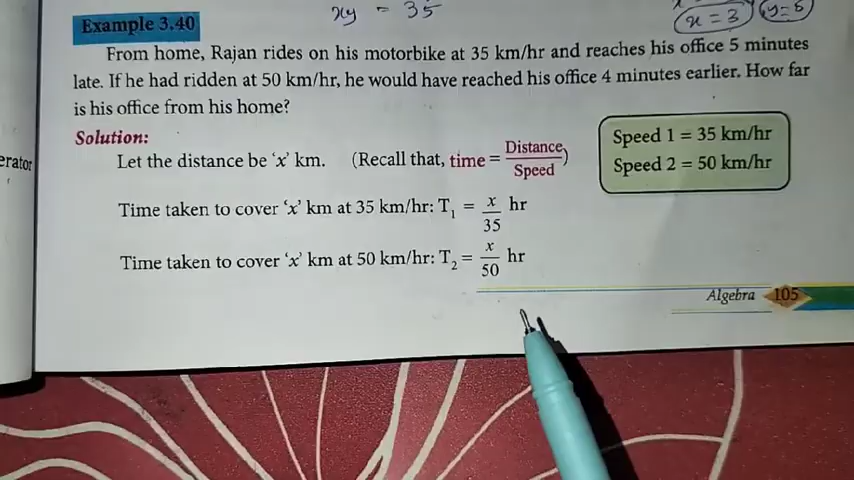 xy = 35
x = 3 y = 5
Example 3.40
From home, Rajan rides on his motorbike at 35 km/hr and reaches his office 5 minutes
late. If he had ridden at 50 km/hr, he would have reached his office 4 minutes earlier. How far
is his office from his home?
Solution:
Let the distance be ‘x’ km. (Recall that, time = Distance/Speed)
Speed 1 = 35 km/hr
Speed 2 = 50 km/hr
erator
Time taken to cover ‘x’ km at 35 km/hr: T₁ = x/35 hr
Time taken to cover ‘x’ km at 50 km/hr: T₂ = x/50 hr
Algebra 105